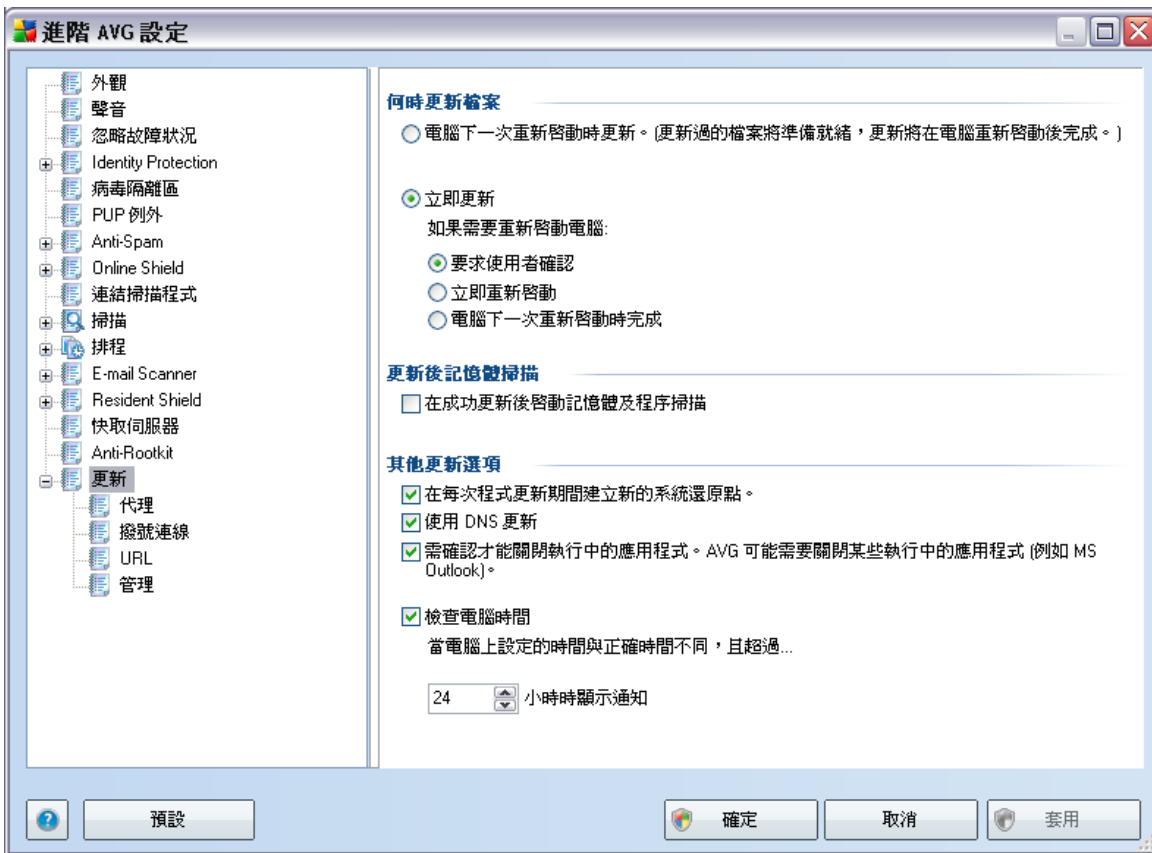 進階 AVG 設定
外觀
聲音
忽略故障狀況
Identity Protection
病毒隔離區
PUP 例外
Anti-Spam
Online Shield
連結掃描程式
掃描
排程
E-mail Scanner
Resident Shield
快取伺服器
Anti-Rootkit
更新
代理
撥號連線
URL
管理
何時更新檔案
電腦下一次重新啓動時更新。(更新過的檔案將準備就緒，更新將在電腦重新啓動後完成。)
立即更新
如果需要重新啓動電腦:
要求使用者確認
立即重新啓動
電腦下一次重新啓動時完成
更新後記憶體掃描
在成功更新後啓動記憶體及程序掃描
其他更新選項
在每次程式更新期間建立新的系統還原點。
使用 DNS 更新
需確認才能關閉執行中的應用程式。AVG 可能需要關閉某些執行中的應用程式 (例如 MS
Outlook)。
檢查電腦時間
當電腦上設定的時間與正確時間不同，且超過...
24 小時時顯示通知
預設
確定
取消
套用